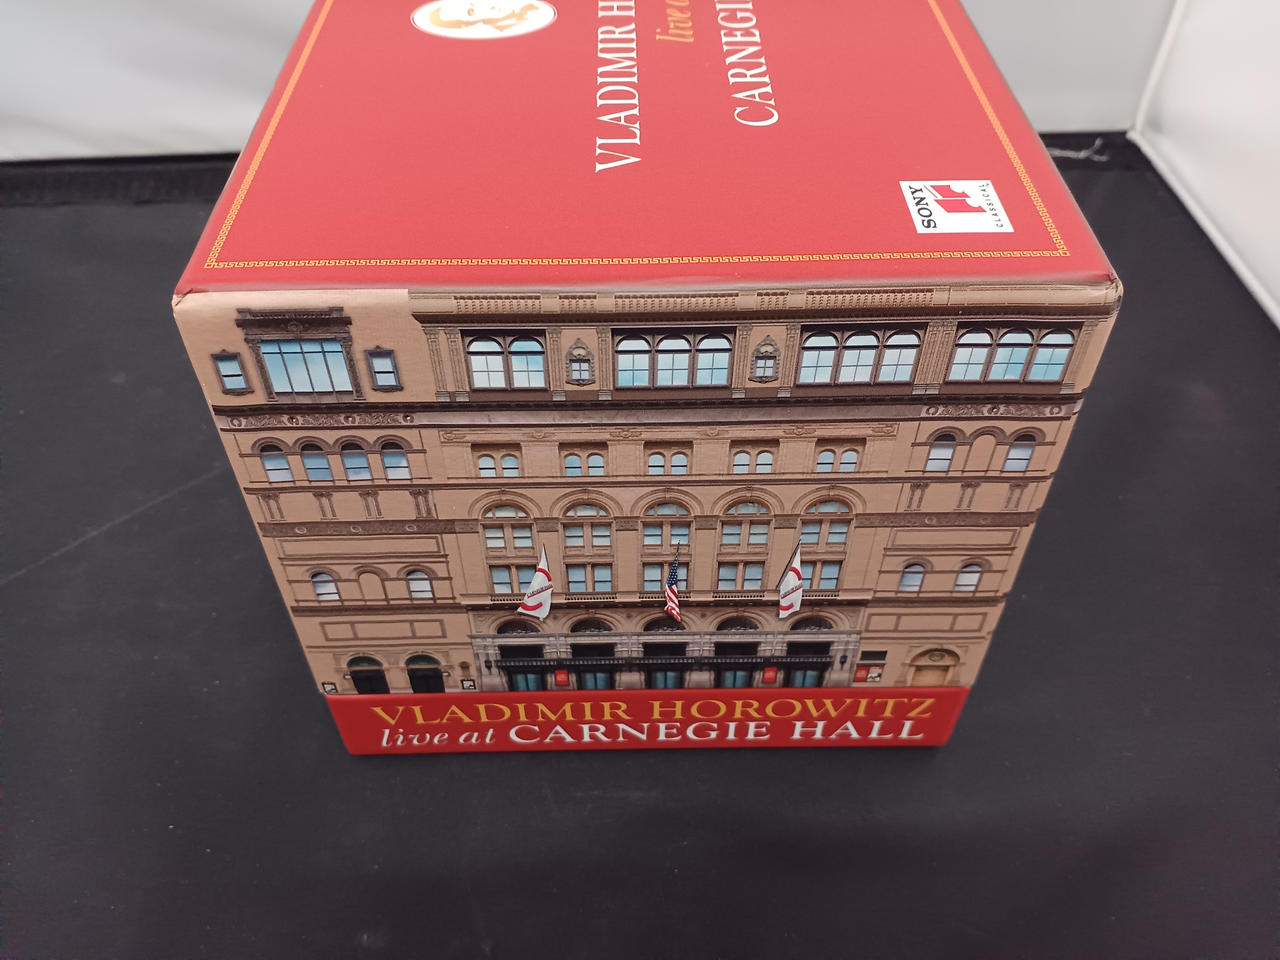 VLADIMIR H
live
CARNEGI
SONY
CLASSICAL
VLADIMIR HOROWITZ
live at CARNEGIE HALL